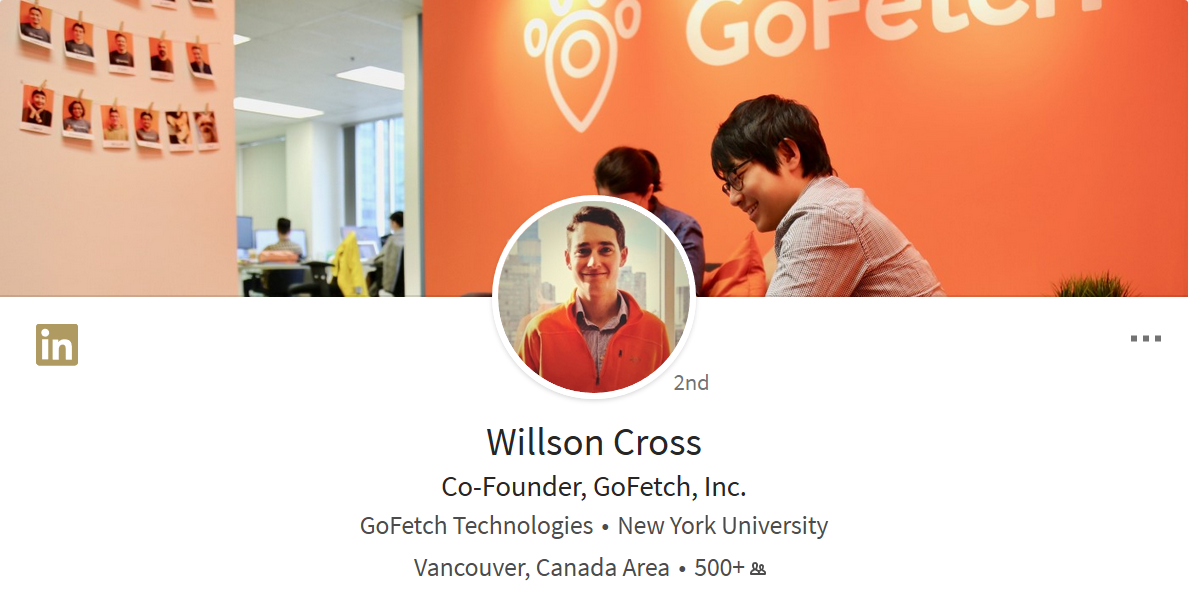 GoFetch
in
2nd
Willson Cross
Co-Founder, GoFetch, Inc.
GoFetch Technologies • New York University
Vancouver, Canada Area • 500+